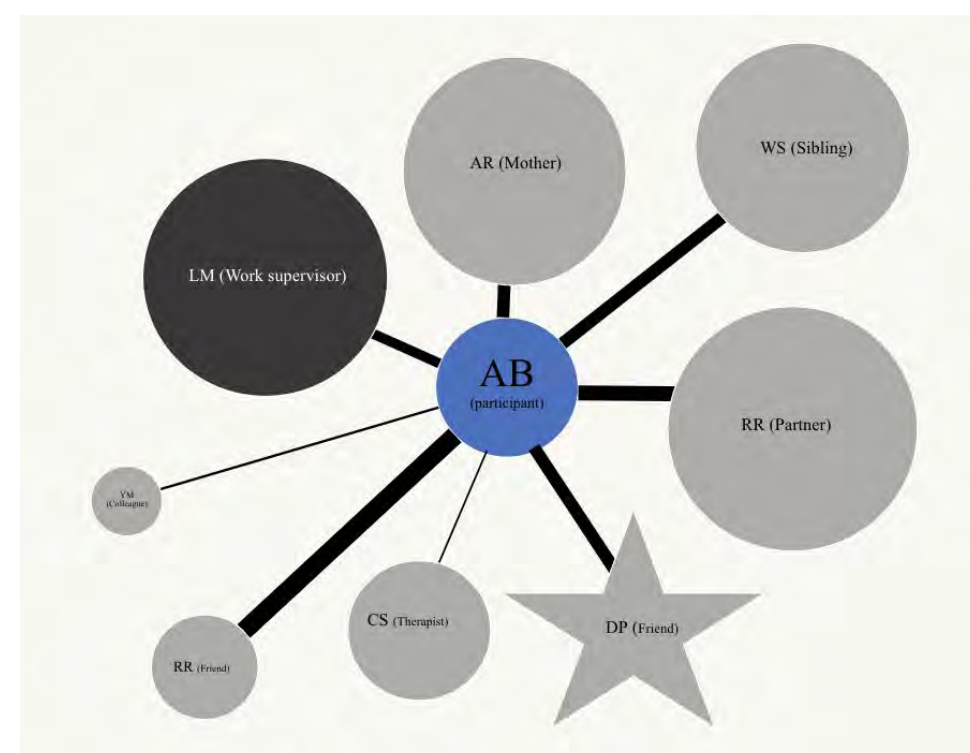 AR (Mother)
WS (Sibling)
LM (Work supervisor)
AB
(participant)
RR (Partner)
YM
(Colleague)
CS (Therapist)
DP (Friend)
RR (Friend)